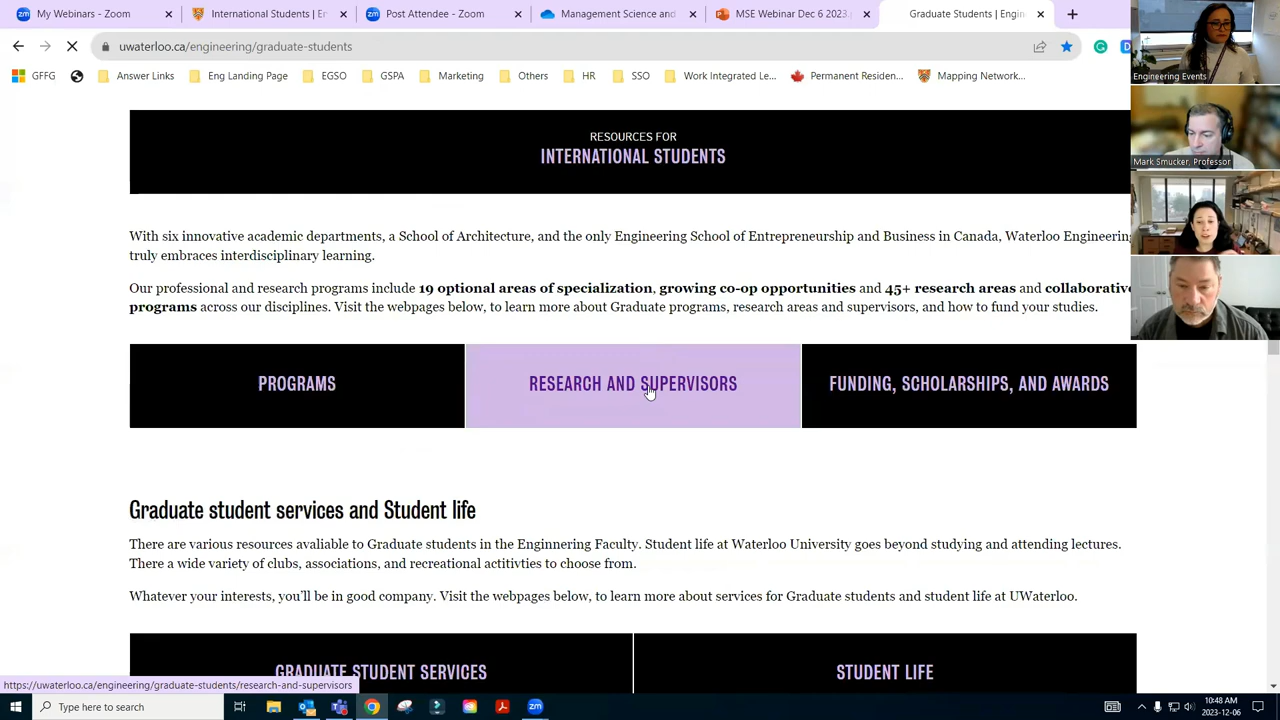 My Webinars - Zoom
International Students | En
Post Attendee - Zoom
Management Science and
MSE Webinar Dec 6 2023.
Graduate Students | Engin
uwaterloo.ca/engineering/graduate-students
GFFG
Answer Links
Eng Landing Page
EGSO
GSPA
Marketing
Others
HR
SSO
Work Integrated Le...
Permanent Residen...
Mapping Network...
Engineering Events
Mark Smucker, Professor
RESOURCES FOR
INTERNATIONAL STUDENTS
With six innovative academic departments, a School of Architecture, and the only Engineering School of Entrepreneurship and Business in Canada, Waterloo Engineering
truly embraces interdisciplinary learning.
Our professional and research programs include 19 optional areas of specialization, growing co-op opportunities and 45+ research areas and collaborative
programs across our disciplines. Visit the webpages below, to learn more about Graduate programs, research areas and supervisors, and how to fund your studies.
PROGRAMS
RESEARCH AND SUPERVISORS
FUNDING, SCHOLARSHIPS, AND AWARDS
Graduate student services and Student life
There are various resources avaliable to Graduate students in the Enginnering Faculty. Student life at Waterloo University goes beyond studying and attending lectures.
There a wide variety of clubs, associations, and recreational actitivties to choose from.
Whatever your interests, you'll be in good company. Visit the webpages below, to learn more about services for Graduate students and student life at UWaterloo.
GRADUATE STUDENT SERVICES
STUDENT LIFE
https://uwaterloo.ca/engineering/graduate-students/research-and-supervisors
Type here to search
10:48 AM
2023-12-06